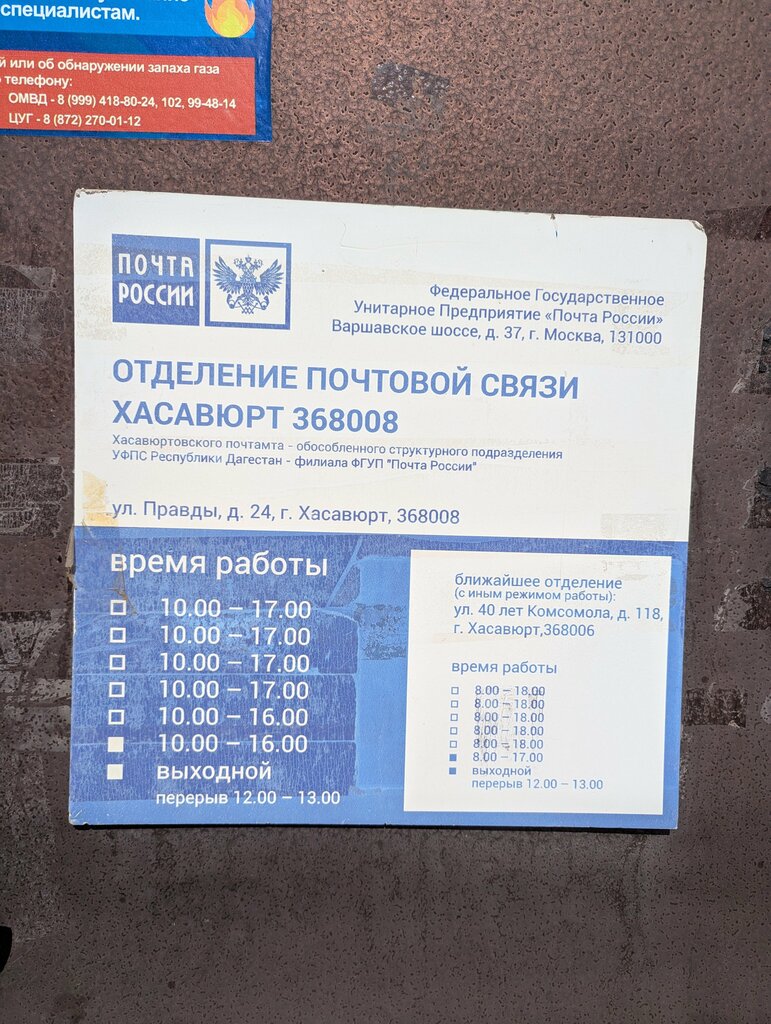 специалистам.
й или об обнаружении запаха газа
телефону:
ОМВД - 8 (999) 418-80-24, 102, 99-48-14
ЦУГ - 8 (872) 270-01-12
ПОЧТА
РОССИИ
Федеральное Государственное
Унитарное Предприятие «Почта России»
Варшавское шоссе, д. 37, г. Москва, 131000
ОТДЕЛЕНИЕ ПОЧТОВОЙ СВЯЗИ
ХАСАВЮРТ 368008
Хасавюртовского почтамта - обособленного структурного подразделения
УФПС Республики Дагестан - филиала ФГУП "Почта России"
ул. Правды, д. 24, г. Хасавюрт, 368008
время работы
10.00 – 17.00
10.00 – 17.00
10.00 – 17.00
10.00 – 17.00
10.00 – 16.00
10.00 – 16.00
выходной
перерыв 12.00 – 13.00
ближайшее отделение
(с иным режимом работы):
ул. 40 лет Комсомола, д. 118,
г. Хасавюрт,368006
время работы
8.00 – 18.00
8.00 – 18.00
8.00 – 18.00
8.00 – 18.00
8.00 – 18.00
8.00 – 17.00
выходной
перерыв 12.00 – 13.00